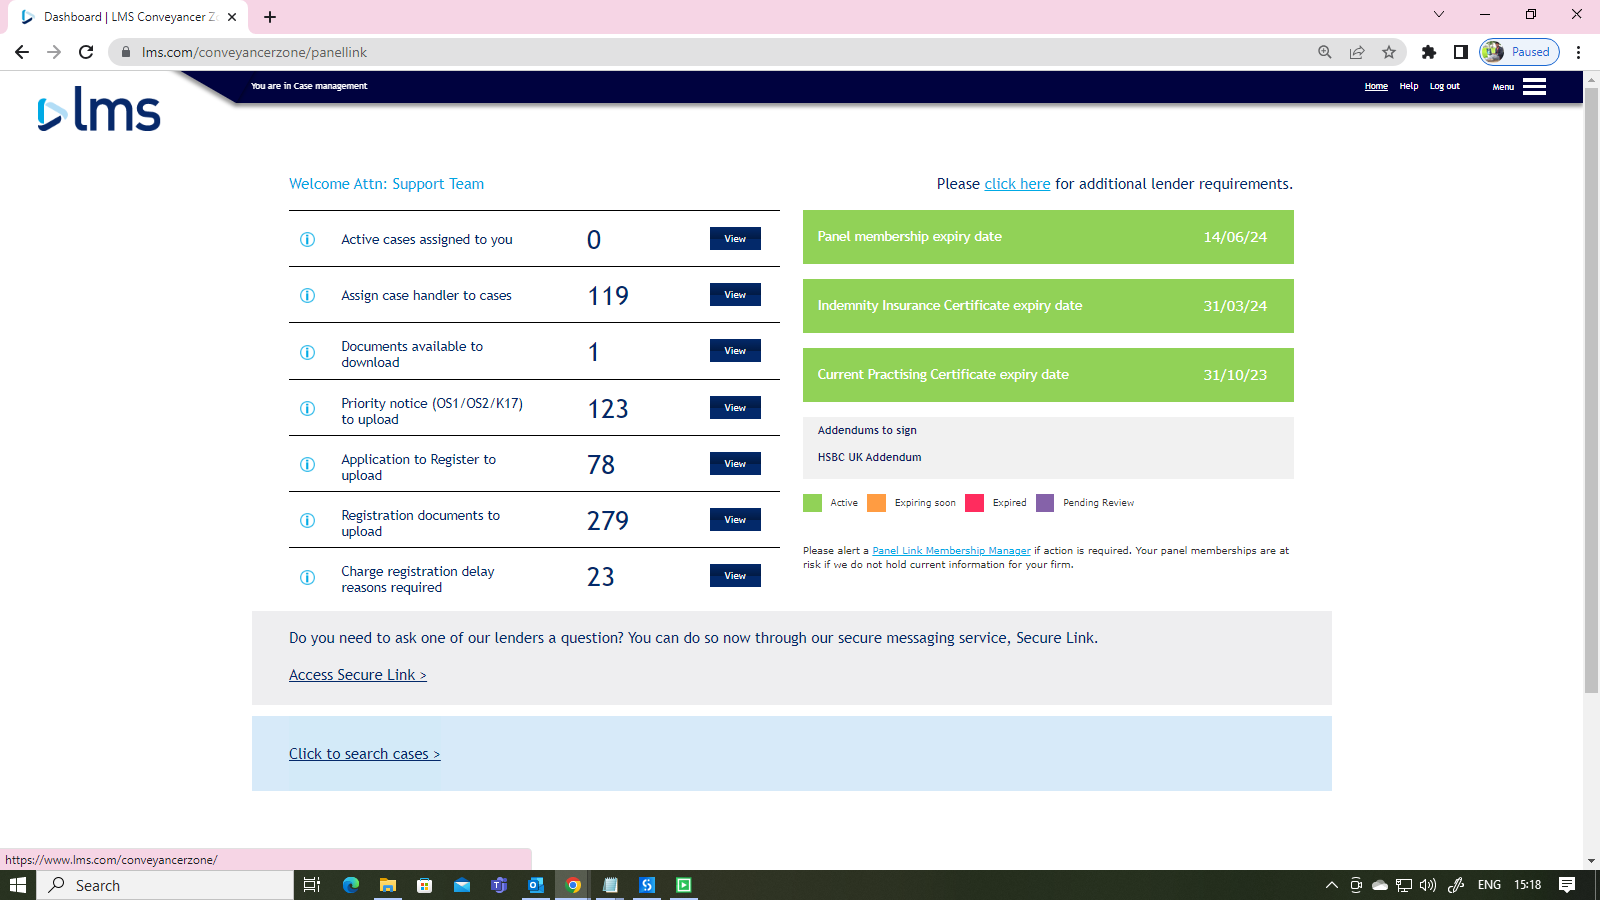 Dashboard | LMS Conveyancer Zo
lms.com/conveyancerzone/panellink
Paused
lms
You are in Case management
Home Help Log out Menu
Welcome Attn: Support Team
Please click here for additional lender requirements.
Active cases assigned to you 0 View
Assign case handler to cases 119 View
Documents available to
download
1 View
Priority notice (OS1/OS2/K17)
to upload
123 View
Application to Register to
upload
78 View
Registration documents to
upload
279 View
Charge registration delay
reasons required
23 View
Panel membership expiry date 14/06/24
Indemnity Insurance Certificate expiry date 31/03/24
Current Practising Certificate expiry date 31/10/23
Addendums to sign
HSBC UK Addendum
Active Expiring soon Expired Pending Review
Please alert a Panel Link Membership Manager if action is required. Your panel memberships are at
risk if we do not hold current information for your firm.
Do you need to ask one of our lenders a question? You can do so now through our secure messaging service, Secure Link.
Access Secure Link >
Click to search cases >
https://www.lms.com/conveyancerzone/
Search
ENG 15:18